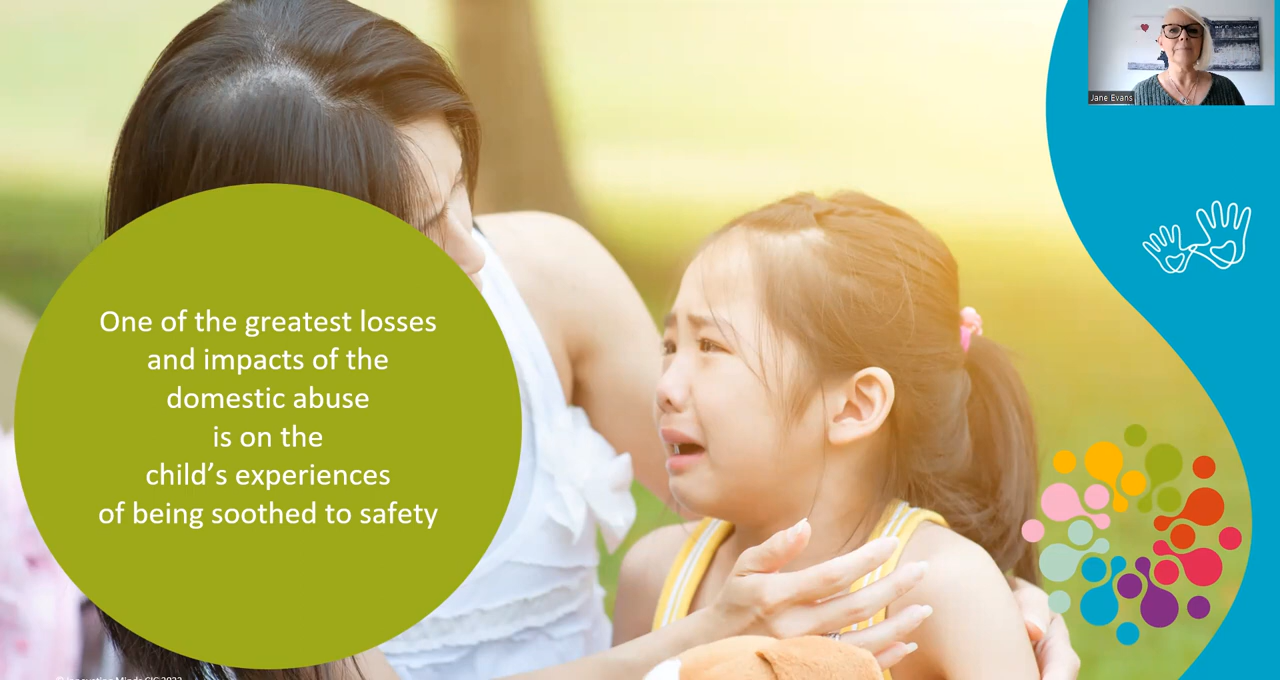 Jane Evans
One of the greatest losses
and impacts of the
domestic abuse
is on the
child’s experiences
of being soothed to safety